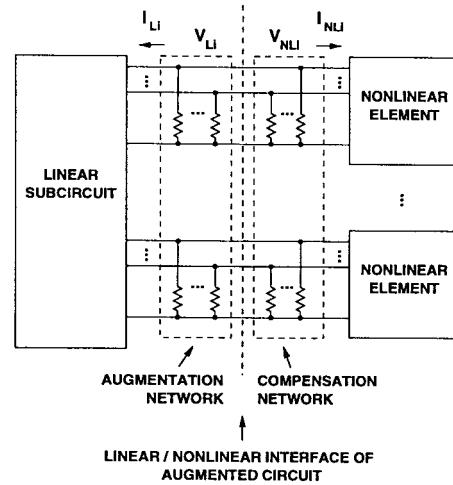 I_Li V_Li V_NLi I_NLi
NONLINEAR
ELEMENT
LINEAR
SUBCIRCUIT
NONLINEAR
ELEMENT
AUGMENTATION
NETWORK
COMPENSATION
NETWORK
LINEAR / NONLINEAR INTERFACE OF
AUGMENTED CIRCUIT